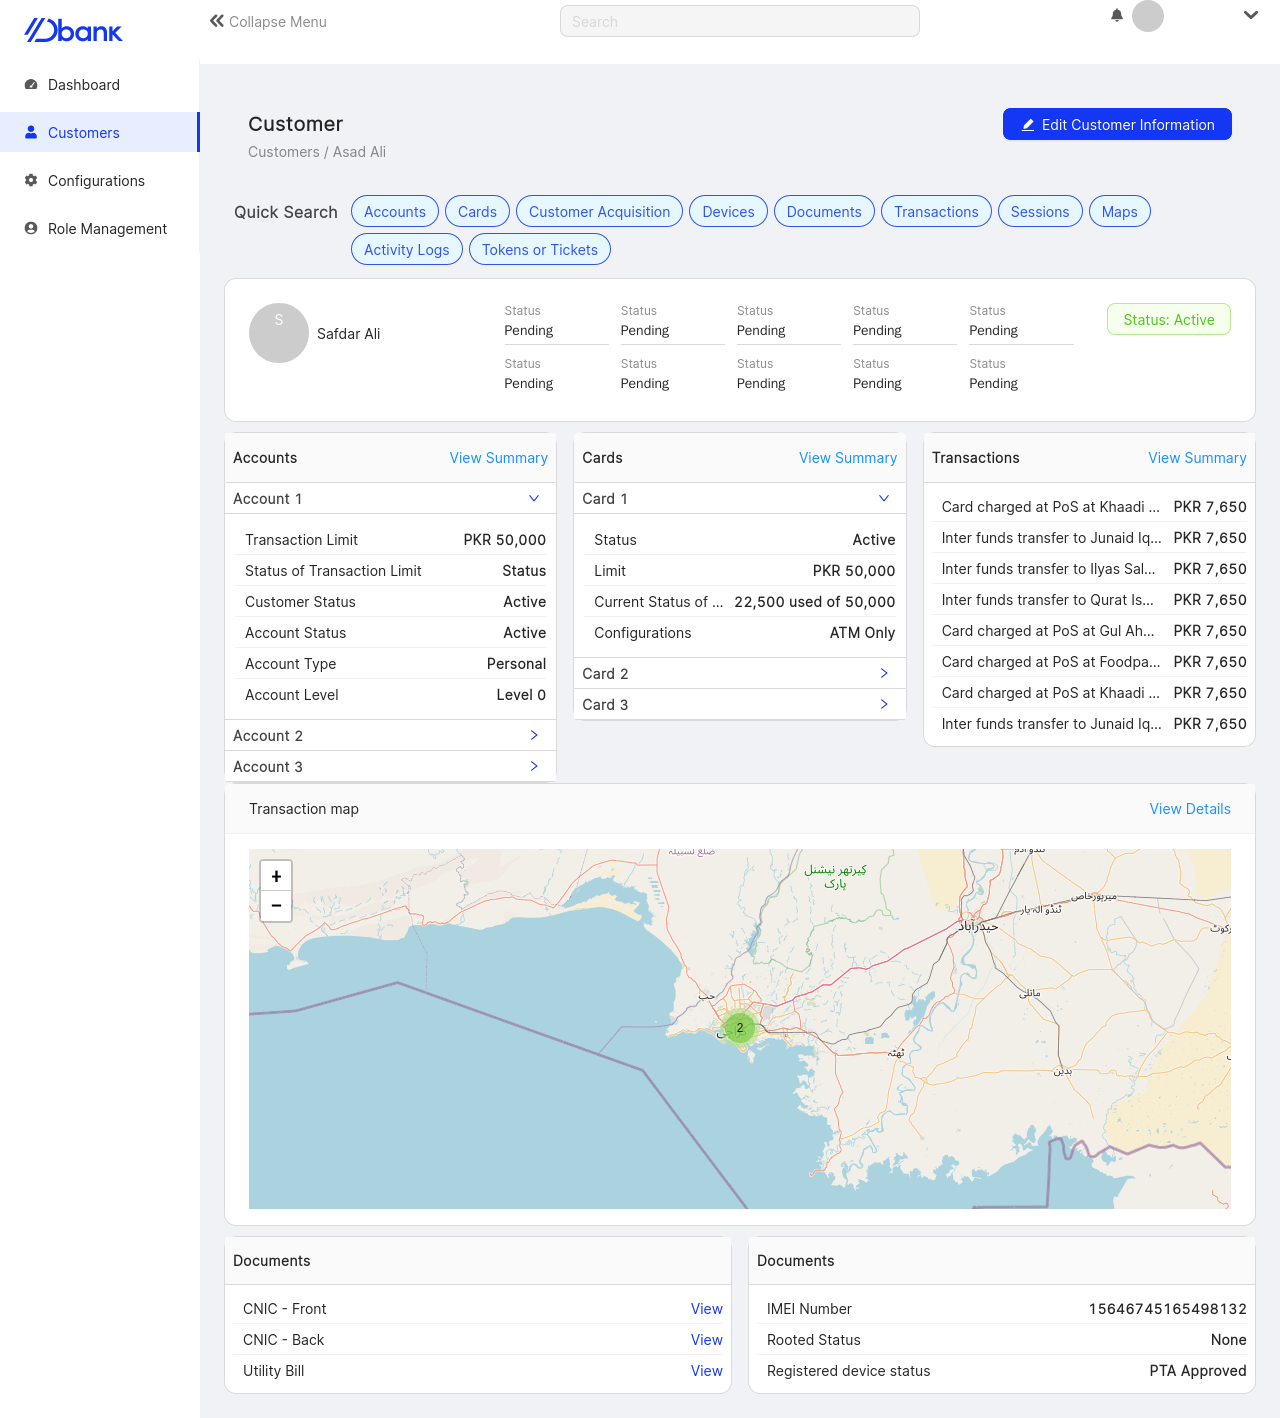 bank
Collapse Menu
Search
Dashboard
Customers
Configurations
Role Management
Customer
Edit Customer Information
Customers / Asad Ali
Quick Search
Accounts
Cards
Customer Acquisition
Devices
Documents
Transactions
Sessions
Maps
Activity Logs
Tokens or Tickets
S
Safdar Ali
Status Status Status Status Status
Pending Pending Pending Pending Pending
Status Status Status Status Status
Pending Pending Pending Pending Pending
Status: Active
Accounts View Summary
Account 1
Transaction Limit PKR 50,000
Status of Transaction Limit Status
Customer Status Active
Account Status Active
Account Type Personal
Account Level Level 0
Account 2
Account 3
Cards View Summary
Card 1
Status Active
Limit PKR 50,000
Current Status of ... 22,500 used of 50,000
Configurations ATM Only
Card 2
Card 3
Transactions View Summary
Card charged at PoS at Khaadi ... PKR 7,650
Inter funds transfer to Junaid Iq... PKR 7,650
Inter funds transfer to Ilyas Sal... PKR 7,650
Inter funds transfer to Qurat Is... PKR 7,650
Card charged at PoS at Gul Ah... PKR 7,650
Card charged at PoS at Foodpa... PKR 7,650
Card charged at PoS at Khaadi ... PKR 7,650
Inter funds transfer to Junaid Iq... PKR 7,650
Transaction map View Details
+
−
ضلع لسبیلہ
کیرتھر نیشنل
پارک
میرپورخاص
ٹنڈو الہ یار
حیدرآباد
ماتلی
حب
2
ٹھٹہ
بدین
Documents
CNIC - Front View
CNIC - Back View
Utility Bill View
Documents
IMEI Number 15646745165498132
Rooted Status None
Registered device status PTA Approved